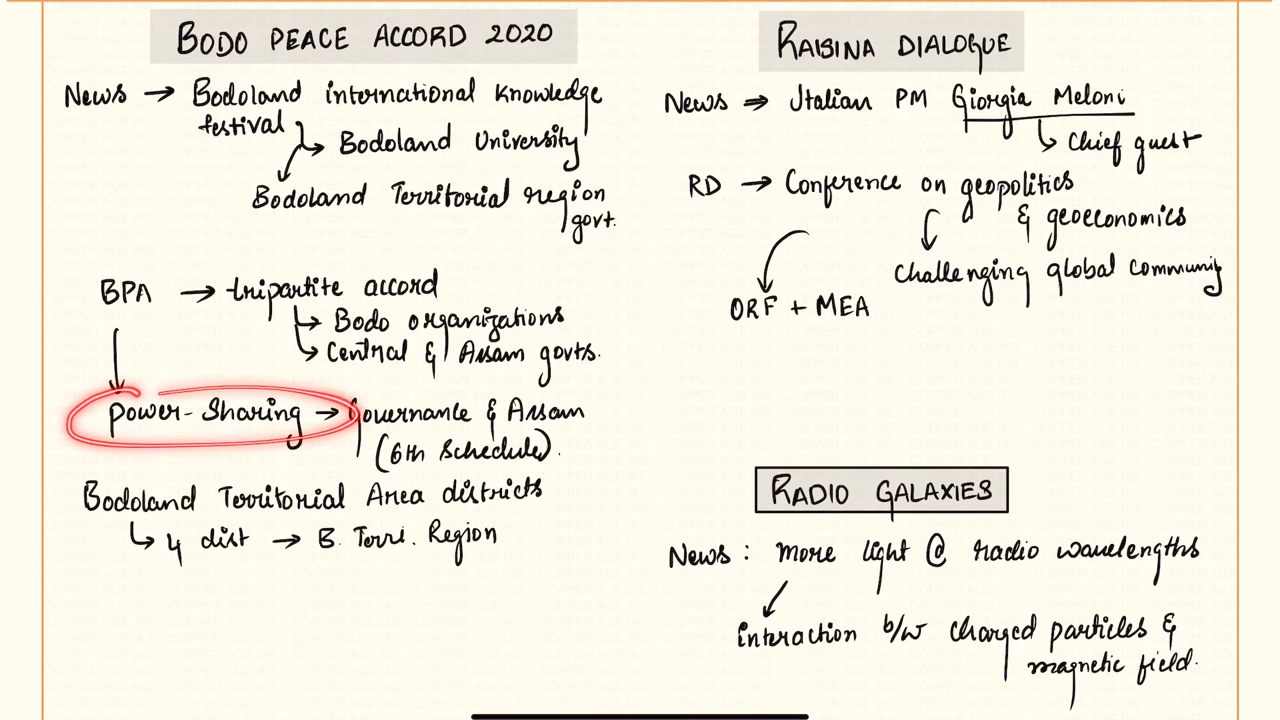 BODO PEACE ACCORD 2020
News → Bodoland international knowledge
festival
→ Bodoland University
Bodoland Territorial region
govt.
BPA → tripartite accord
→ Bodo organizations
→ Central & Assam govts.
power-Sharing → Governance & Assam
(6th Schedule).
Bodoland Territorial Area districts
→ 4 dist → B. Terri. Region
RAISINA DIALOGUE
News ⇒ Italian PM Giorgia Meloni
→ Chief guest
RD → Conference on geopolitics
& geoeconomics
challenging global community
ORF + MEA
RADIO GALAXIES
News : more light @ radio wavelengths
interaction b/w charged particles &
magnetic field.